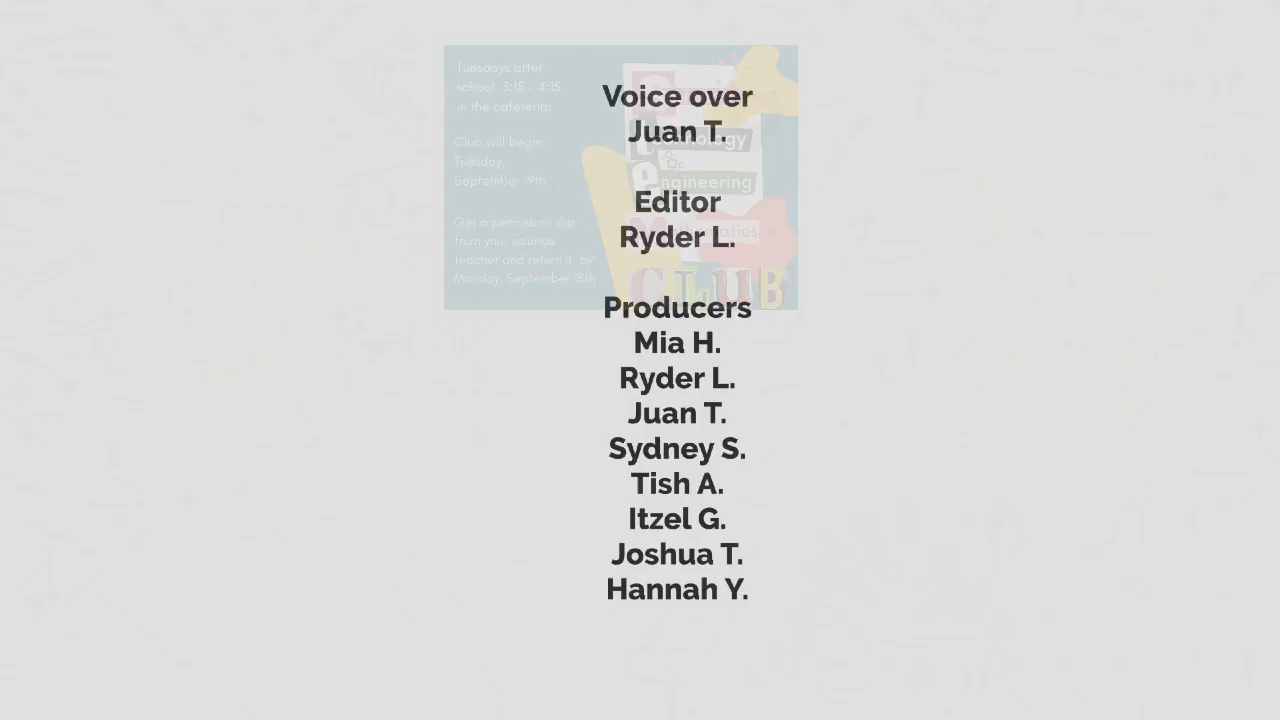 Voice over
Juan T.
Editor
Ryder L.
Producers
Mia H.
Ryder L.
Juan T.
Sydney S.
Tish A.
Itzel G.
Joshua T.
Hannah Y.
Tuesdays after
school 3:15 - 4:15
in the cafeteria.
Club will begin
Tuesday,
September 19th.
Get a permission slip
from your science
teacher and return it by
Monday, September 18th
Engineering
CLUB